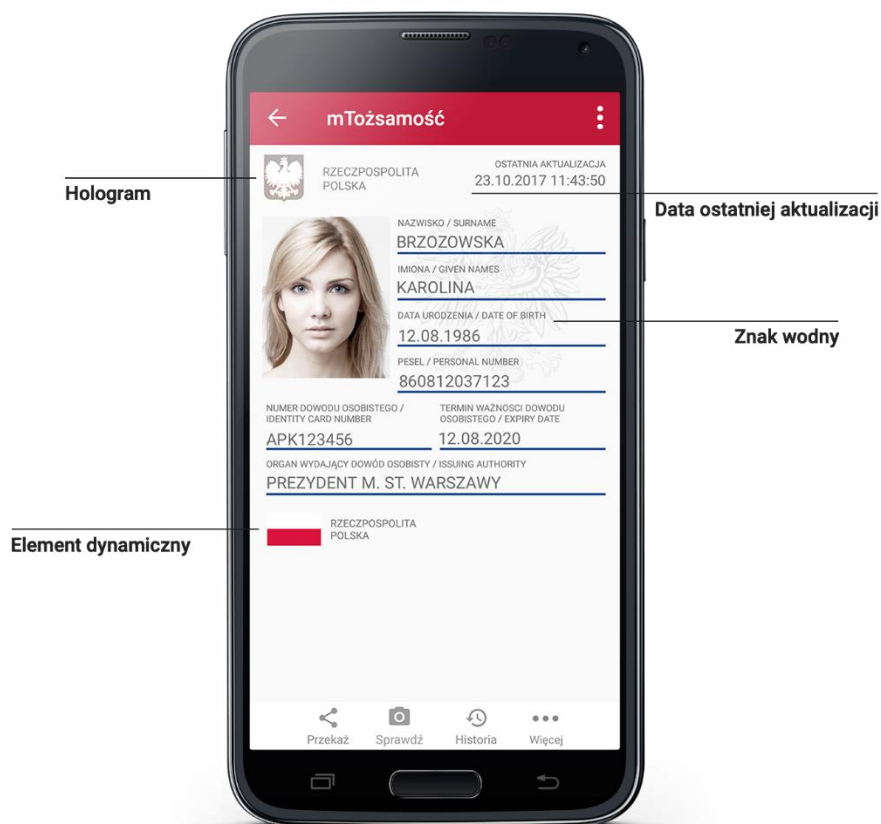 mTożsamość
RZECZPOSPOLITA
POLSKA
OSTATNIA AKTUALIZACJA
23.10.2017 11:43:50
Hologram
Data ostatniej aktualizacji
NAZWISKO / SURNAME
BRZOZOWSKA
IMIONA / GIVEN NAMES
KAROLINA
DATA URODZENIA / DATE OF BIRTH
12.08.1986
Znak wodny
PESEL / PERSONAL NUMBER
860812037123
NUMER DOWODU OSOBISTEGO /
IDENTITY CARD NUMBER
APK123456
TERMIN WAŻNOSCI DOWODU
OSOBISTEGO / EXPIRY DATE
12.08.2020
ORGAN WYDAJĄCY DOWÓD OSOBISTY / ISSUING AUTHORITY
PREZYDENT M. ST. WARSZAWY
RZECZPOSPOLITA
POLSKA
Element dynamiczny
Przekaż
Sprawdź
Historia
Więcej